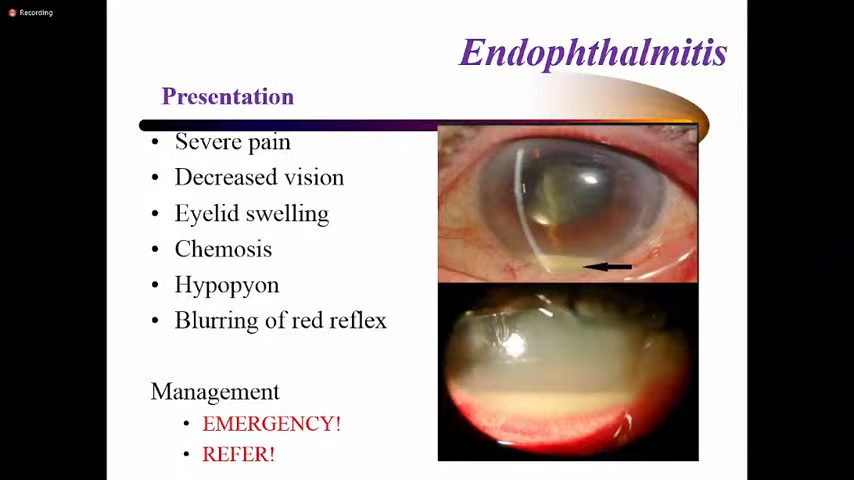 Recording
Endophthalmitis
Presentation
• Severe pain
• Decreased vision
• Eyelid swelling
• Chemosis
• Hypopyon
• Blurring of red reflex
Management
• EMERGENCY!
• REFER!